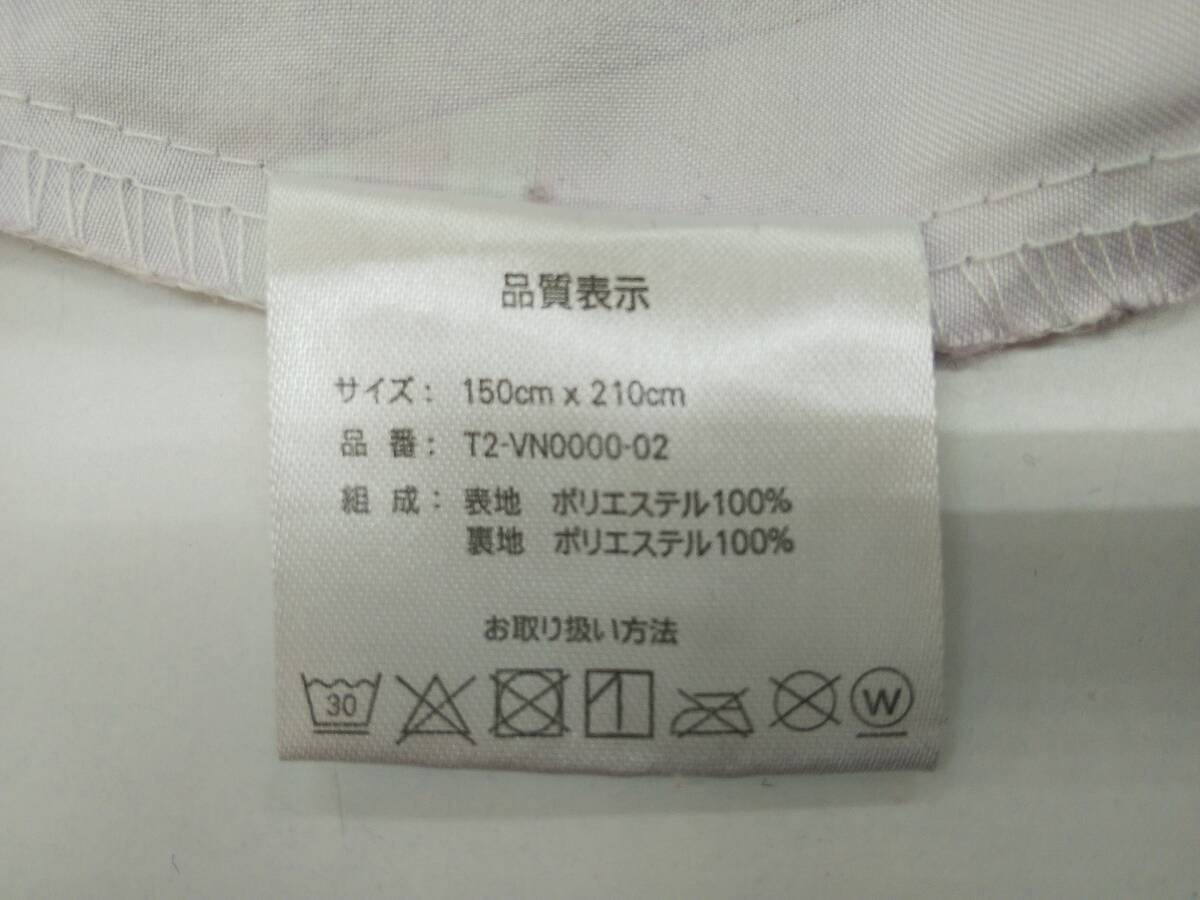 品質表示
サイズ： 150cm x 210cm
品 番： T2-VN0000-02
組 成： 表地 ポリエステル100%
裏地 ポリエステル100%
お取り扱い方法
30
W